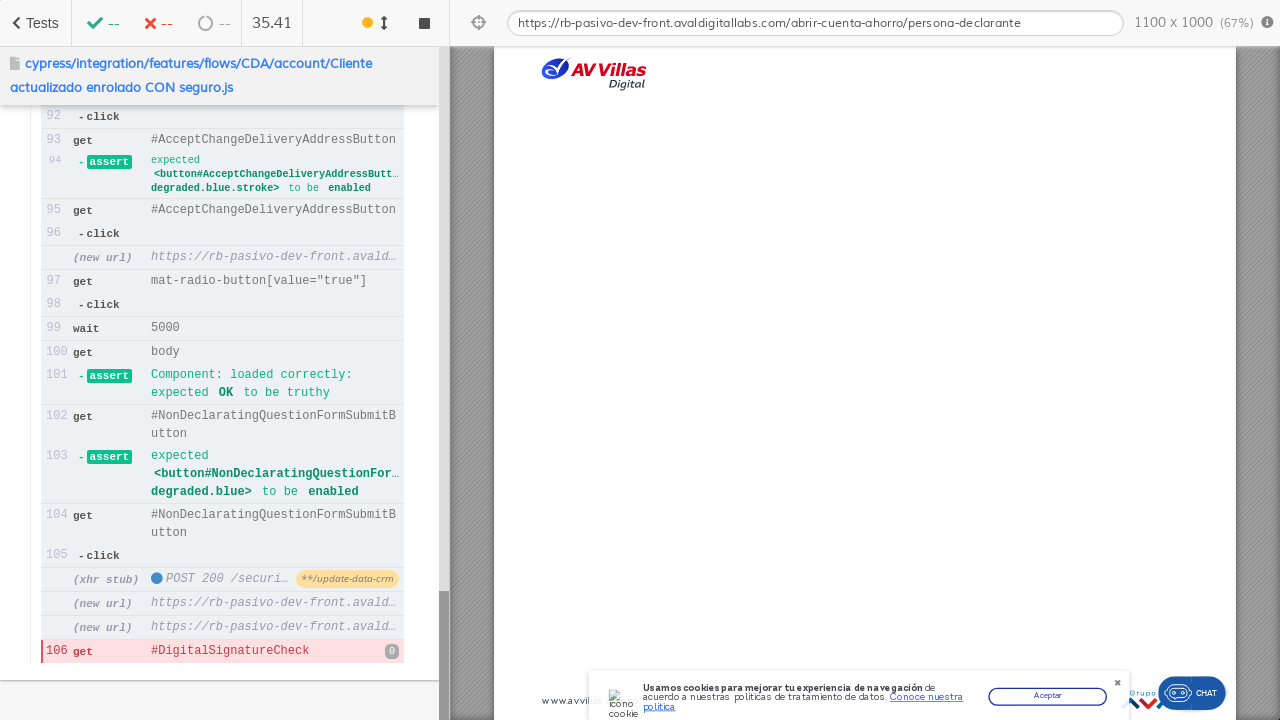 Tests
--
--
--
35.41
https://rb-pasivo-dev-front.avaldigitallabs.com/abrir-cuenta-ahorro/persona-declarante
1100 x 1000 (67%)
cypress/integration/features/flows/CDA/account/Cliente
actualizado enrolado CON seguro.js
92 - click
93 get #AcceptChangeDeliveryAddressButton
94 - assert expected
<button#AcceptChangeDeliveryAddressButt…
degraded.blue.stroke> to be enabled
95 get #AcceptChangeDeliveryAddressButton
96 - click
(new url) https://rb-pasivo-dev-front.avald…
97 get mat-radio-button[value="true"]
98 - click
99 wait 5000
100 get body
101 - assert Component: loaded correctly:
expected OK to be truthy
102 get #NonDeclaratingQuestionFormSubmitB
utton
103 - assert expected
<button#NonDeclaratingQuestionFor…
degraded.blue> to be enabled
104 get #NonDeclaratingQuestionFormSubmitB
utton
105 - click
(xhr stub) POST 200 /securi… **/update-data-crm
(new url) https://rb-pasivo-dev-front.avald…
(new url) https://rb-pasivo-dev-front.avald…
106 get #DigitalSignatureCheck 0
AV Villas
Digital
www.avvillas
icono
cookie
Usamos cookies para mejorar tu experiencia de navegación de
acuerdo a nuestras políticas de tratamiento de datos. Conoce nuestra
política
Aceptar
Grupo
CHAT